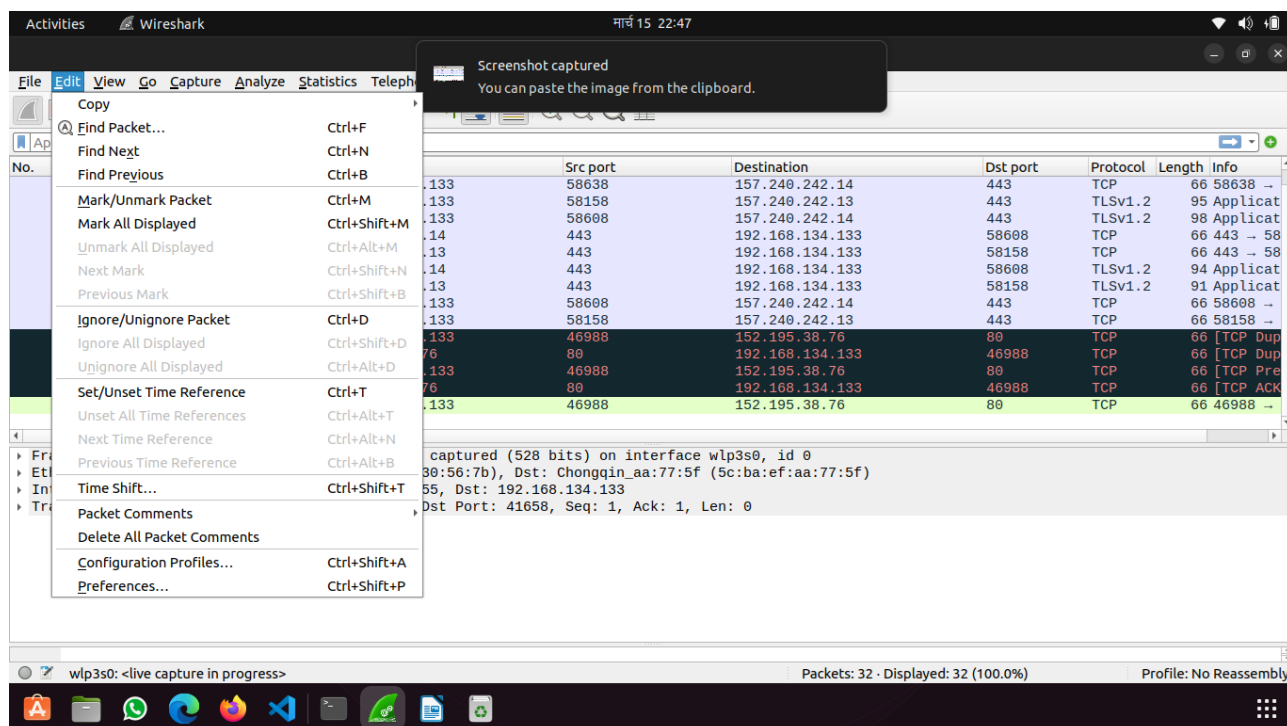 Activities Wireshark मार्च 15 22:47
Screenshot captured
You can paste the image from the clipboard.
File Edit View Go Capture Analyze Statistics Teleph
Copy
Find Packet… Ctrl+F
Find Next Ctrl+N
Find Previous Ctrl+B
Mark/Unmark Packet Ctrl+M
Mark All Displayed Ctrl+Shift+M
Unmark All Displayed Ctrl+Alt+M
Next Mark Ctrl+Shift+N
Previous Mark Ctrl+Shift+B
Ignore/Unignore Packet Ctrl+D
Ignore All Displayed Ctrl+Shift+D
Unignore All Displayed Ctrl+Alt+D
Set/Unset Time Reference Ctrl+T
Unset All Time References Ctrl+Alt+T
Next Time Reference Ctrl+Alt+N
Previous Time Reference Ctrl+Alt+B
Time Shift… Ctrl+Shift+T
Packet Comments
Delete All Packet Comments
Configuration Profiles… Ctrl+Shift+A
Preferences… Ctrl+Shift+P
Ap
No. Src port Destination Dst port Protocol Length Info
.133 58638 157.240.242.14 443 TCP 66 58638 →
.133 58158 157.240.242.13 443 TLSv1.2 95 Applicat
.133 58608 157.240.242.14 443 TLSv1.2 98 Applicat
.14 443 192.168.134.133 58608 TCP 66 443 → 58
.13 443 192.168.134.133 58158 TCP 66 443 → 58
.14 443 192.168.134.133 58608 TLSv1.2 94 Applicat
.13 443 192.168.134.133 58158 TLSv1.2 91 Applicat
.133 58608 157.240.242.14 443 TCP 66 58608 →
.133 58158 157.240.242.13 443 TCP 66 58158 →
.133 46988 152.195.38.76 80 TCP 66 [TCP Dup
76 80 192.168.134.133 46988 TCP 66 [TCP Dup
.133 46988 152.195.38.76 80 TCP 66 [TCP Pre
76 80 192.168.134.133 46988 TCP 66 [TCP ACK
.133 46988 152.195.38.76 80 TCP 66 46988 →
Fra captured (528 bits) on interface wlp3s0, id 0
Eth 30:56:7b), Dst: Chongqin_aa:77:5f (5c:ba:ef:aa:77:5f)
Int 55, Dst: 192.168.134.133
Tra Dst Port: 41658, Seq: 1, Ack: 1, Len: 0
wlp3s0: <live capture in progress> Packets: 32 · Displayed: 32 (100.0%) Profile: No Reassembly